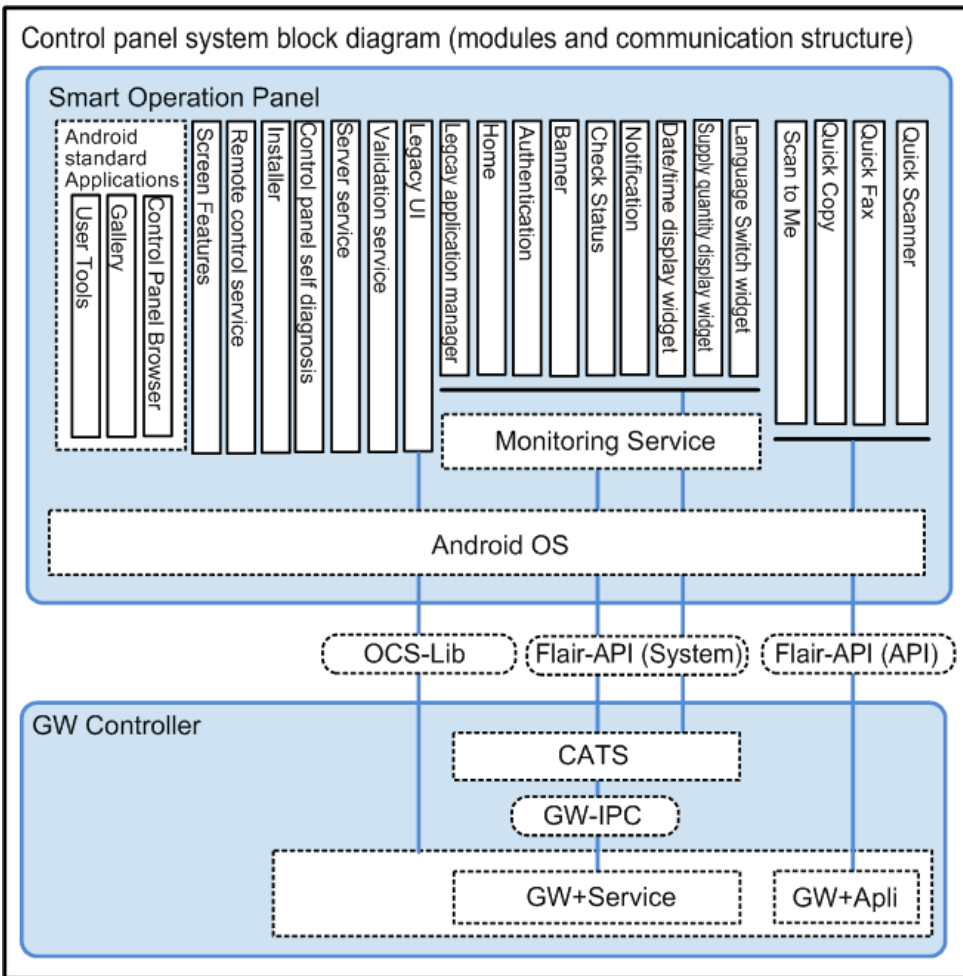 Control panel system block diagram (modules and communication structure)
Smart Operation Panel
Android
standard
Applications
User Tools
Gallery
Control Panel Browser
Screen Features
Remote control service
Installer
Control panel self diagnosis
Server service
Validation service
Legacy UI
Legcay application manager
Home
Authentication
Banner
Check Status
Notification
Date/time display widget
Supply quantity display widget
Language Switch widget
Scan to Me
Quick Copy
Quick Fax
Quick Scanner
Monitoring Service
Android OS
OCS-Lib
Flair-API (System)
Flair-API (API)
GW Controller
CATS
GW-IPC
GW+Service
GW+Apli